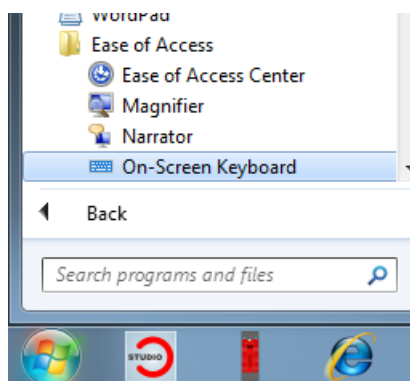 WordPad
Ease of Access
Ease of Access Center
Magnifier
Narrator
On-Screen Keyboard
Back
Search programs and files
STUDIO